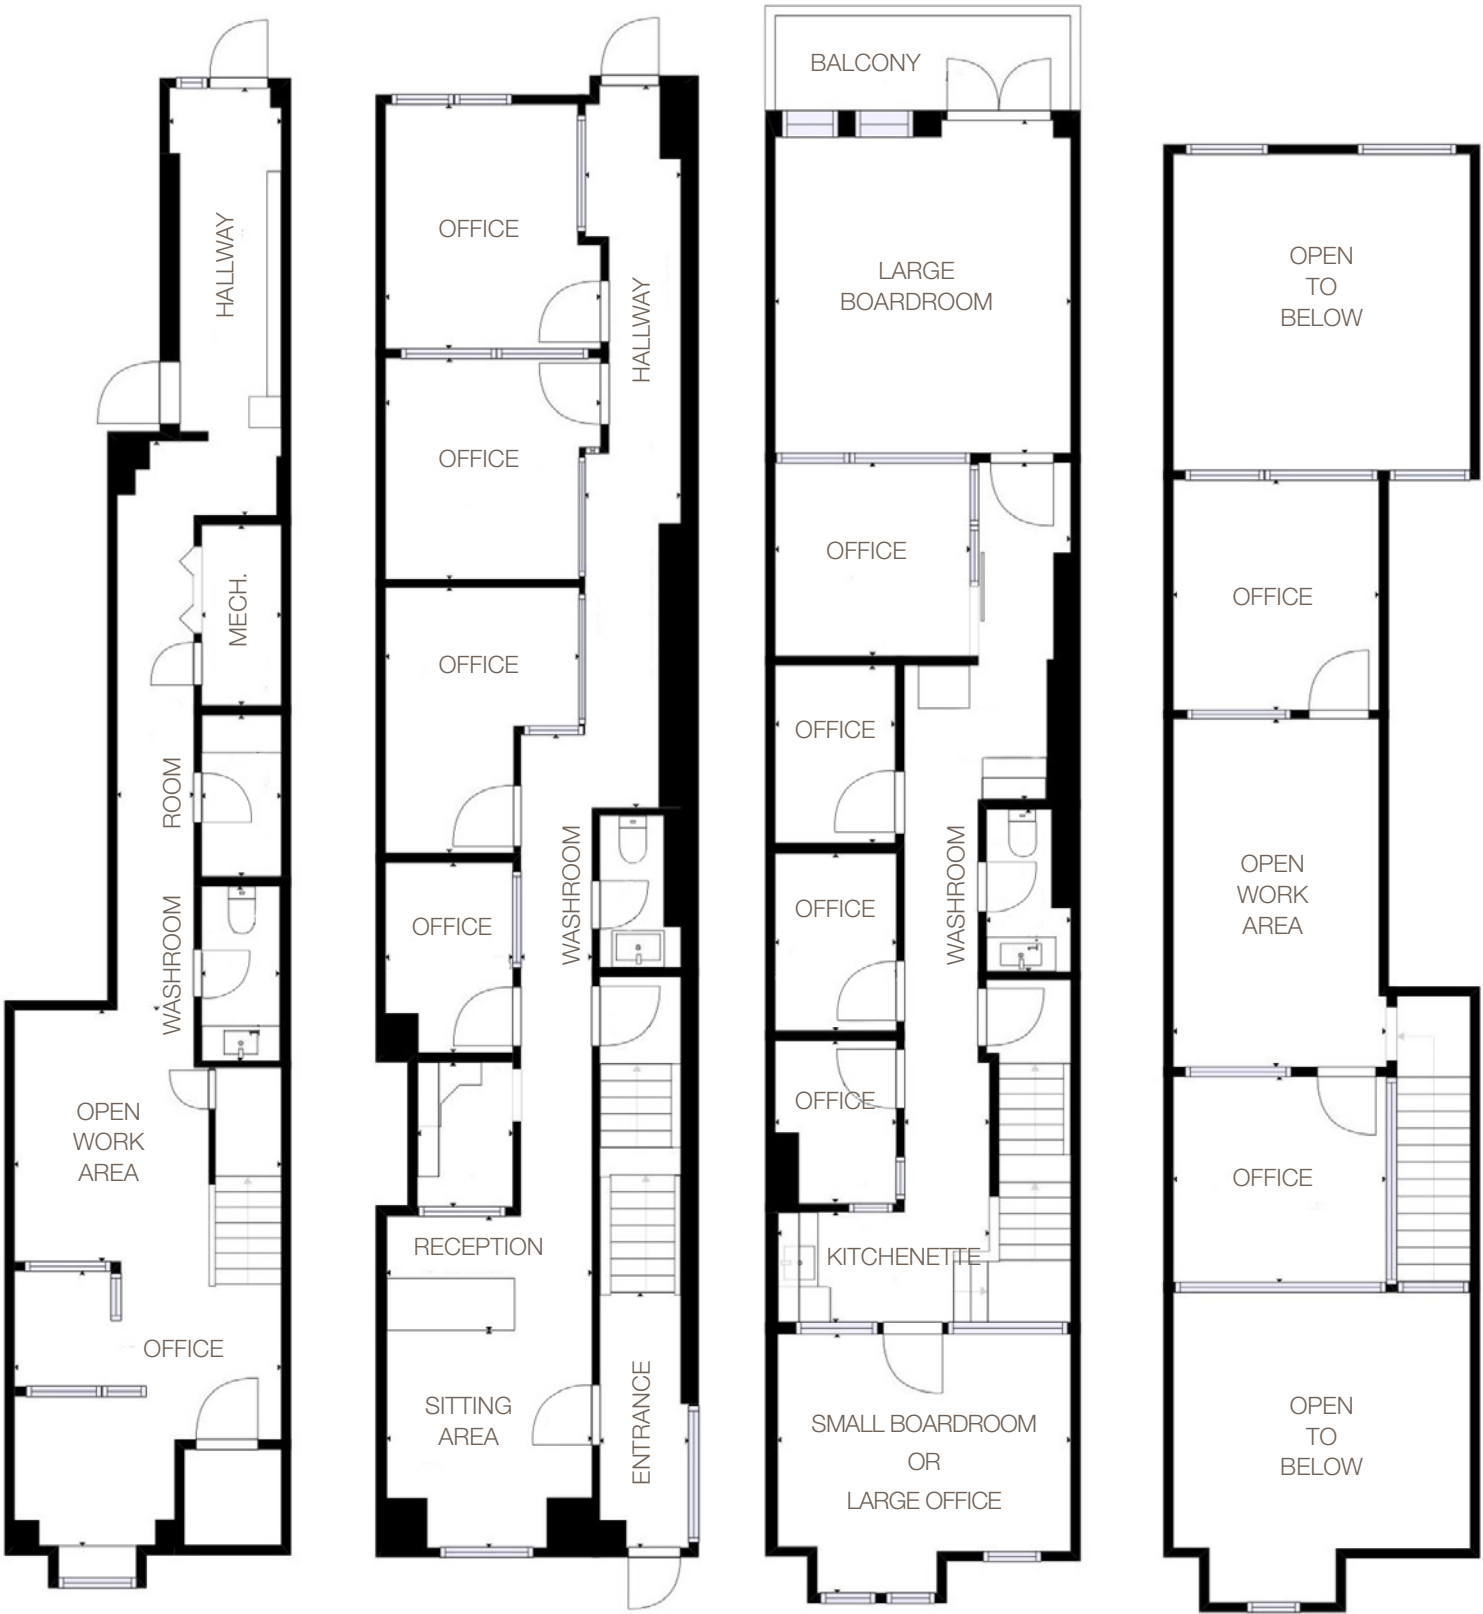 HALLWAY
MECH.
ROOM
WASHROOM
OPEN
WORK
AREA
OFFICE
OFFICE
HALLWAY
OFFICE
OFFICE
WASHROOM
OFFICE
RECEPTION
SITTING
AREA
ENTRANCE
BALCONY
LARGE
BOARDROOM
OFFICE
OFFICE
WASHROOM
OFFICE
OFFICE
KITCHENETTE
SMALL BOARDROOM
OR
LARGE OFFICE
OPEN
TO
BELOW
OFFICE
OPEN
WORK
AREA
OFFICE
OPEN
TO
BELOW